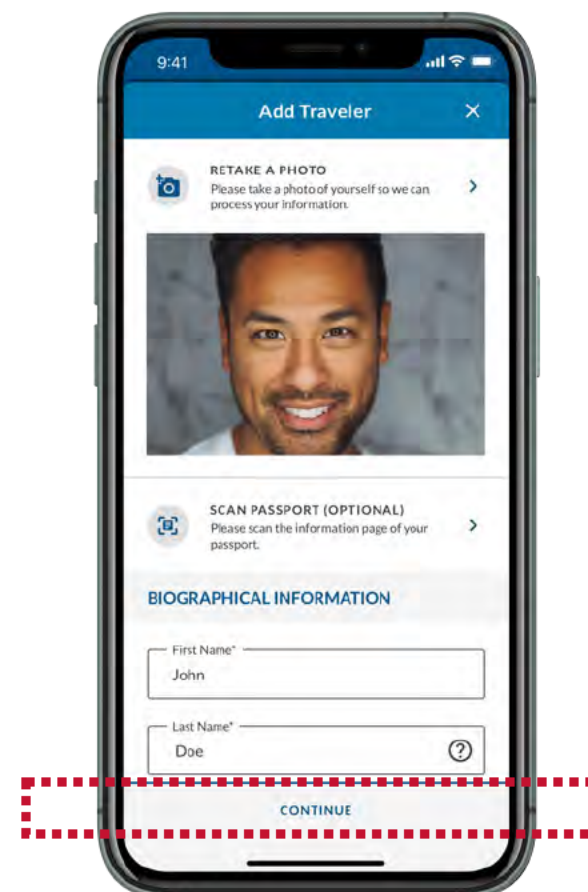 9:41
Add Traveler
RETAKE A PHOTO
Please take a photo of yourself so we can
process your information.
SCAN PASSPORT (OPTIONAL)
Please scan the information page of your
passport.
BIOGRAPHICAL INFORMATION
First Name*
John
Last Name*
Doe
CONTINUE